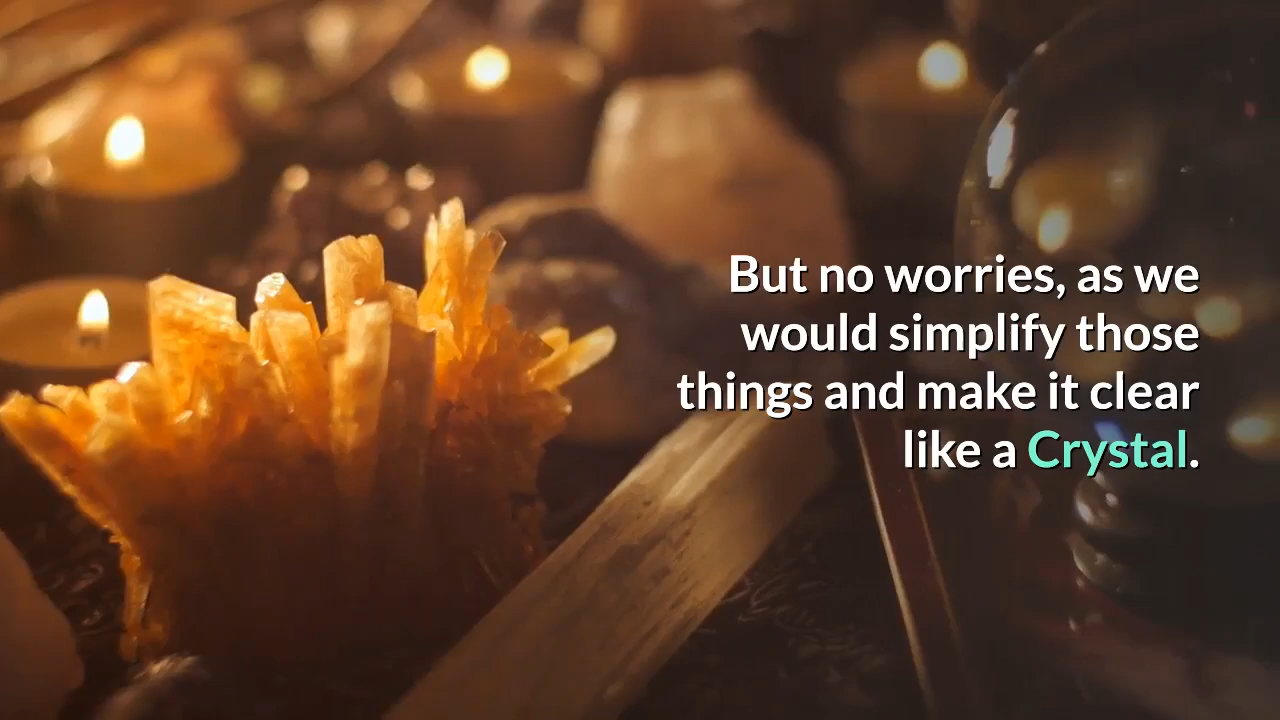 But no worries, as we
would simplify those
things and make it clear
like a Crystal.